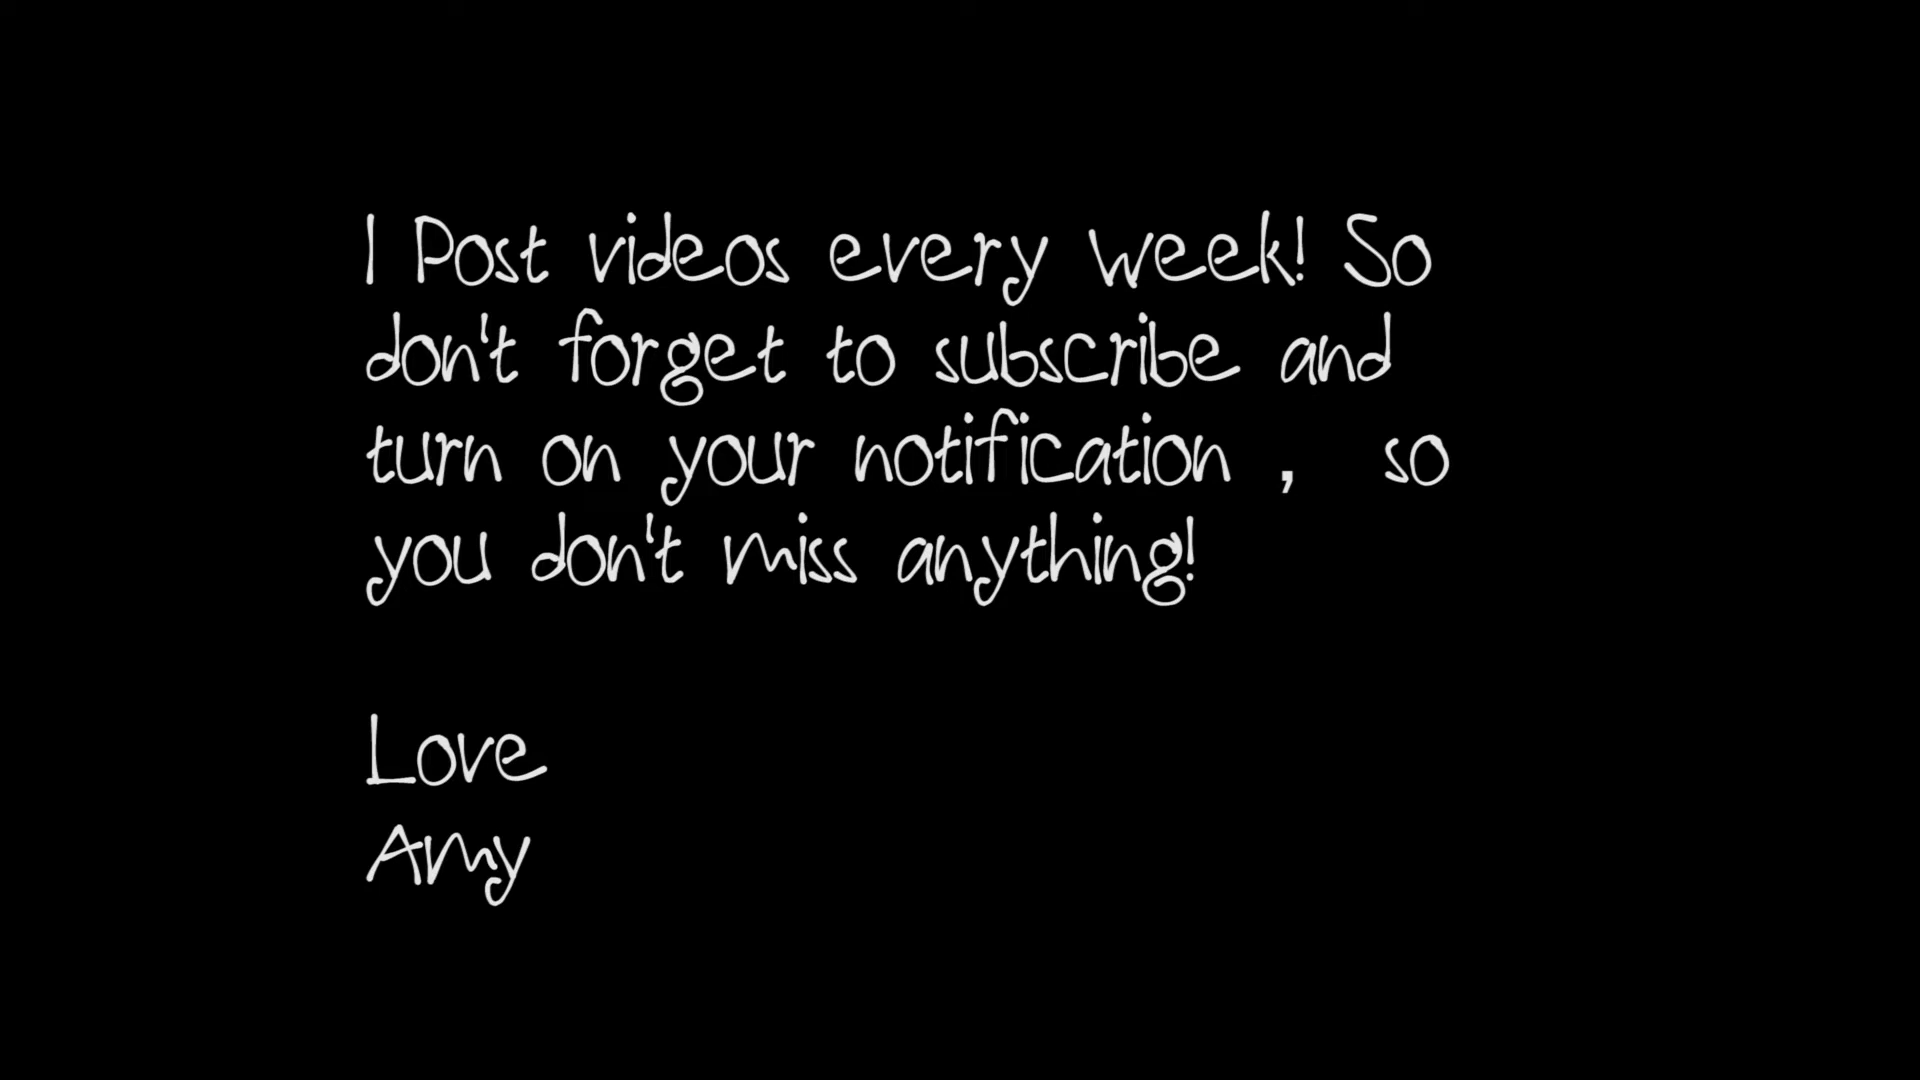 I Post videos every week! So
don't forget to subscribe and
turn on your notification , so
you don't miss anything!
Love
Amy